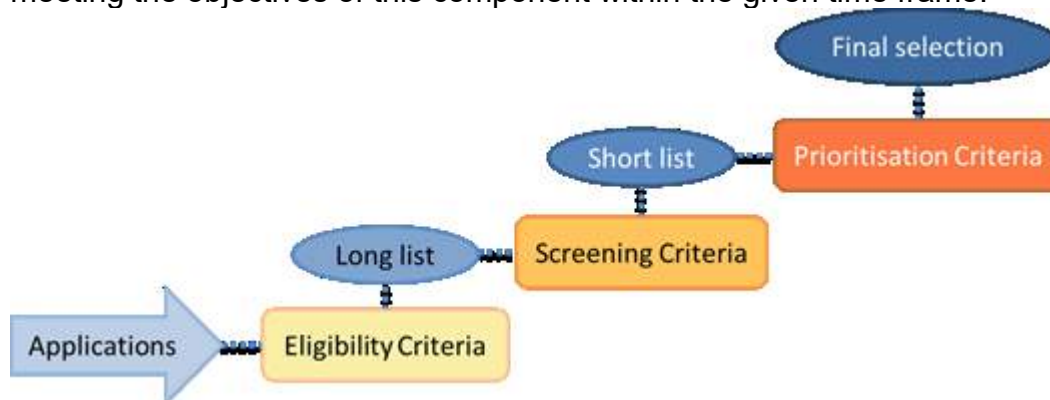 meeting the objectives of this component within the given time frame.
Final selection
Short list
Prioritisation Criteria
Long list
Screening Criteria
Applications
Eligibility Criteria